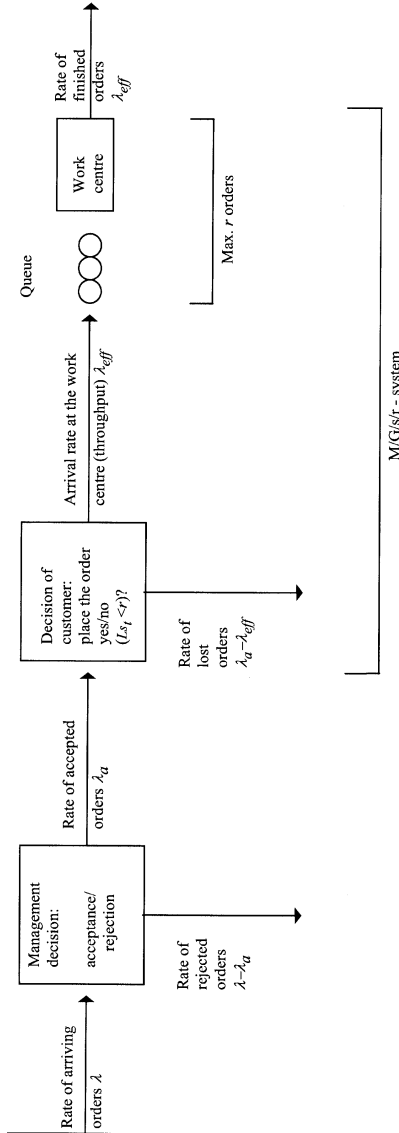 Rate of arriving
orders λ
Management
decision:
acceptance/
rejection
Rate of
rejected
orders
λ–λa
Rate of accepted
orders λa
Decision of
customer:
place the order
yes/no
(Lst <r)?
Rate of
lost
orders
λa–λeff
Arrival rate at the work
centre (throughput) λeff
Queue
Work
centre
Max. r orders
Rate of
finished
orders
λeff
M/G/s/r - system